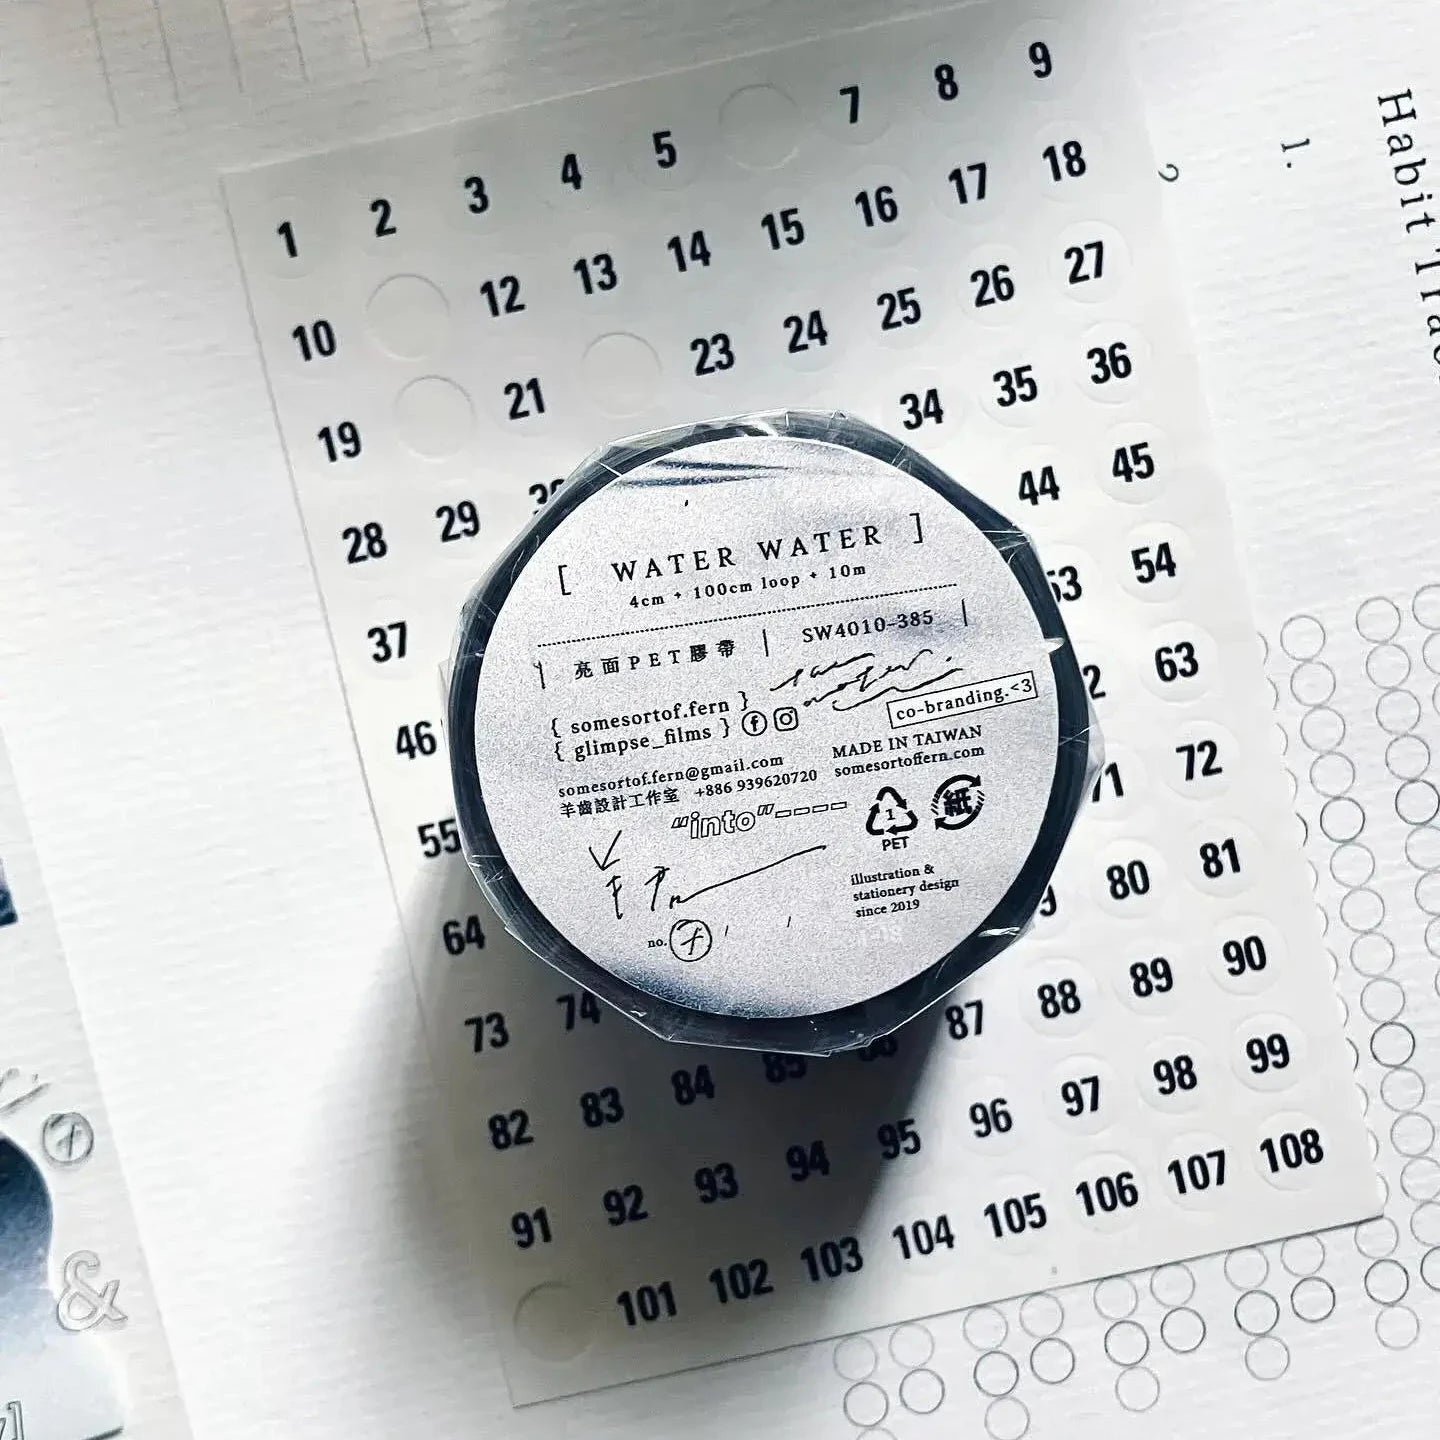 1 2 3 4 5 7 8 9
10 12 13 14 15 16 17 18
19 21 23 24 25 26 27
28 29 34 35 36
37 44 45
46 53 54
55 63
64 71 72
73 74 80 81
82 83 84 85 86 87 88 89 90
91 92 93 94 95 96 97 98 99
101 102 103 104 105 106 107 108
[ WATER WATER ]
4cm + 100cm loop + 10m
亮面PET膠帶 | SW4010-385 |
{ somesortof.fern }
{ glimpse_films }
co-branding.<3
somesortof.fern@gmail.com
羊齒設計工作室 +886 939620720
MADE IN TAIWAN
somesortoffern.com
"into"----
1
PET
紙
illustration &
stationery design
since 2019
no.
Habit
1.
2
&